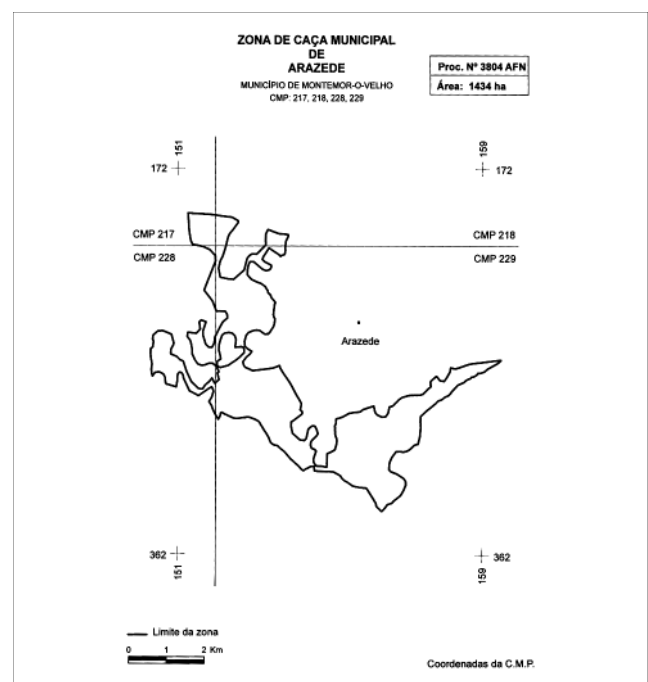 ZONA DE CAÇA MUNICIPAL
DE
ARAZEDE
MUNICÍPIO DE MONTEMOR-O-VELHO
CMP: 217, 218, 228, 229
Proc. Nº 3804 AFN
Área: 1434 ha
151
159
172
172
CMP 217
CMP 218
CMP 228
CMP 229
Arazede
362
362
151
159
Limite da zona
0 1 2 Km
Coordenadas da C.M.P.